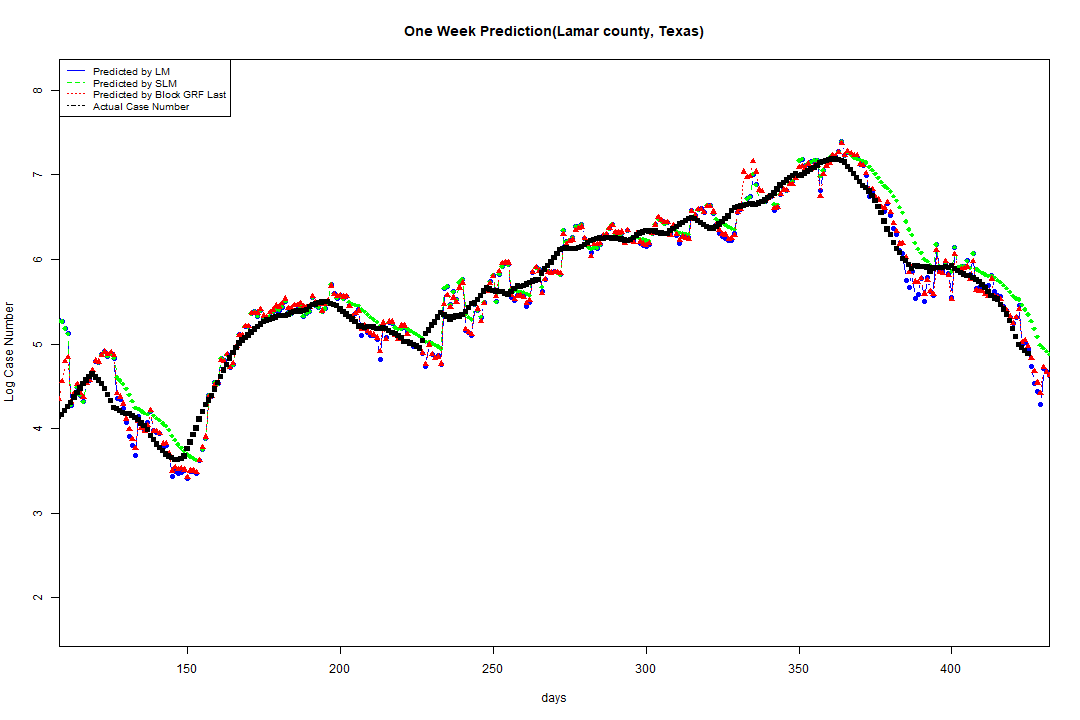 One Week Prediction(Lamar county, Texas)
Predicted by LM
Predicted by SLM
Predicted by Block GRF Last
Actual Case Number
8
7
6
5
4
3
2
Log Case Number
150 200 250 300 350 400
days